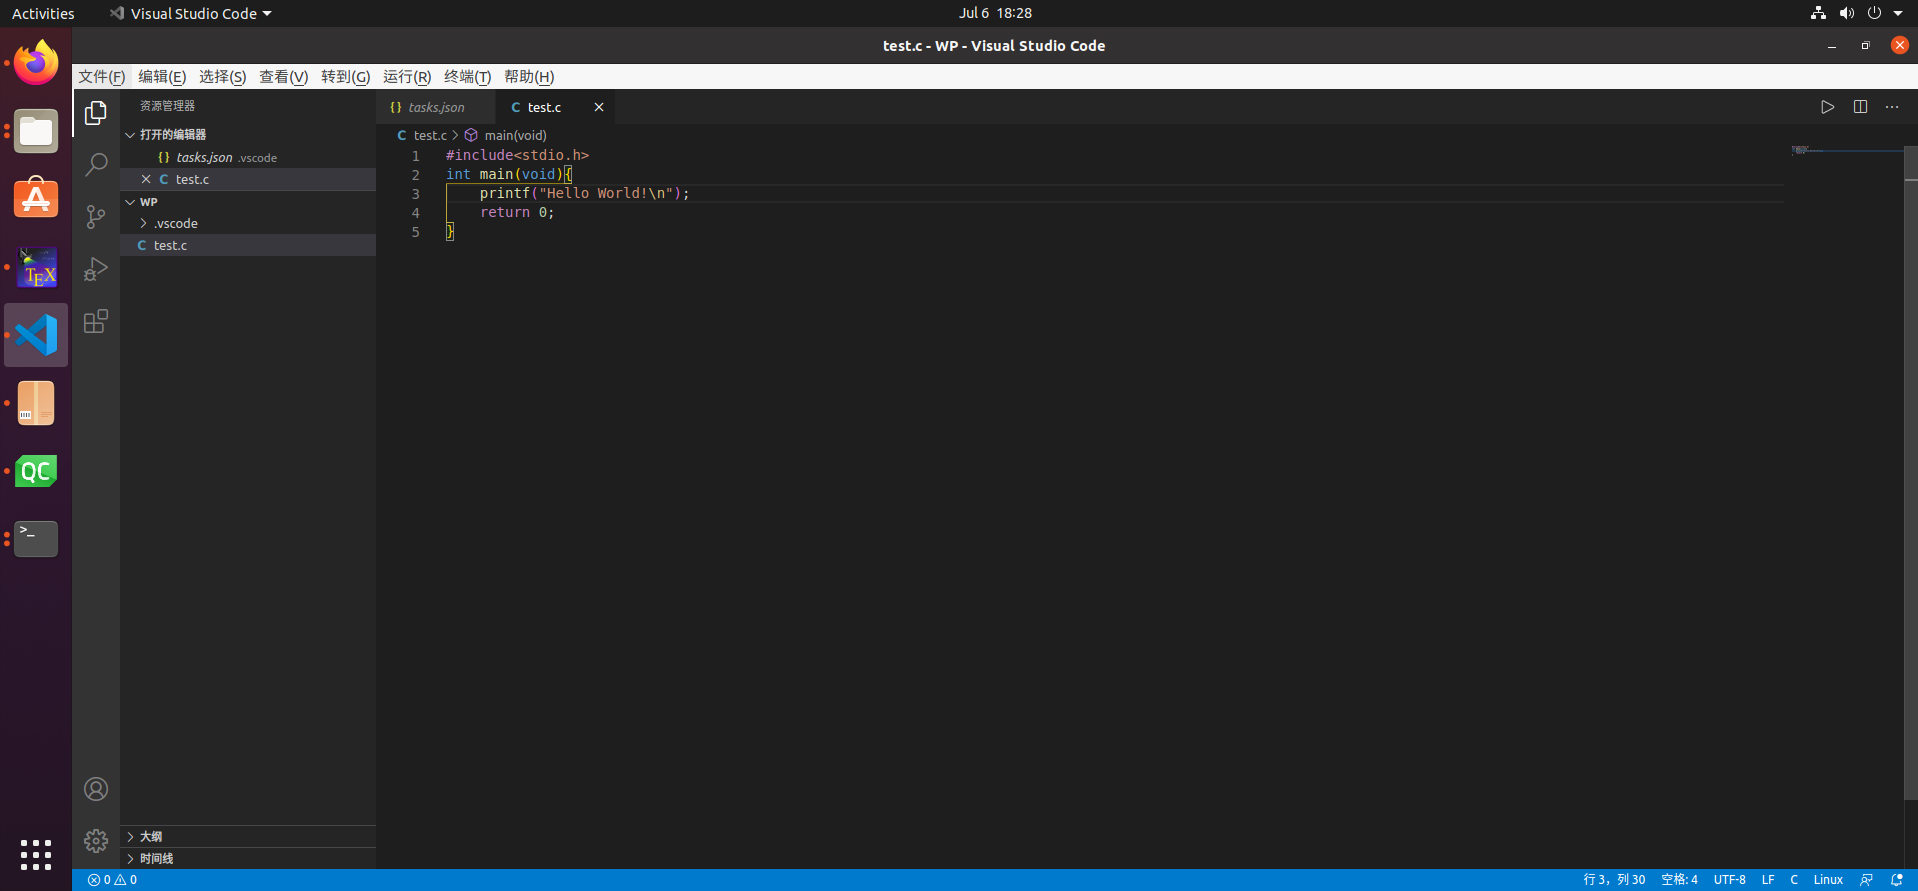 Activities
Visual Studio Code
Jul 6 18:28
test.c - WP - Visual Studio Code
文件(F) 编辑(E) 选择(S) 查看(V) 转到(G) 运行(R) 终端(T) 帮助(H)
资源管理器
打开的编辑器
{} tasks.json .vscode
C test.c
WP
.vscode
C test.c
大纲
时间线
{} tasks.json
C test.c
C test.c > main(void)
1 #include<stdio.h>
2 int main(void){
3 printf("Hello World!\n");
4 return 0;
5 }
TEX
QC
>_
0 0
行 3，列 30 空格: 4 UTF-8 LF C Linux